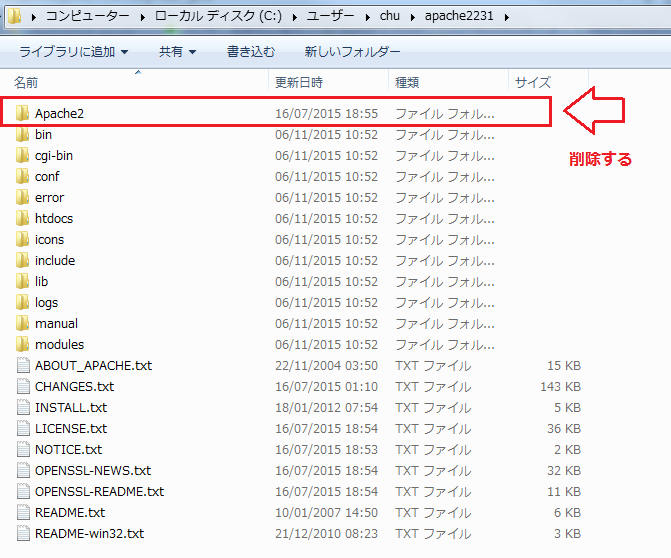 コンピューター ローカル ディスク (C:) ユーザー chu apache2231
ライブラリに追加 共有 書き込む 新しいフォルダー
名前 更新日時 種類 サイズ
Apache2 16/07/2015 18:55 ファイル フォル...
削除する
bin 06/11/2015 10:52 ファイル フォル...
cgi-bin 06/11/2015 10:52 ファイル フォル...
conf 06/11/2015 10:52 ファイル フォル...
error 06/11/2015 10:52 ファイル フォル...
htdocs 06/11/2015 10:52 ファイル フォル...
icons 06/11/2015 10:52 ファイル フォル...
include 06/11/2015 10:52 ファイル フォル...
lib 06/11/2015 10:52 ファイル フォル...
logs 06/11/2015 10:52 ファイル フォル...
manual 06/11/2015 10:52 ファイル フォル...
modules 06/11/2015 10:52 ファイル フォル...
ABOUT_APACHE.txt 22/11/2004 03:50 TXT ファイル 15 KB
CHANGES.txt 16/07/2015 01:10 TXT ファイル 143 KB
INSTALL.txt 18/01/2012 07:54 TXT ファイル 5 KB
LICENSE.txt 16/07/2015 18:54 TXT ファイル 36 KB
NOTICE.txt 16/07/2015 18:53 TXT ファイル 2 KB
OPENSSL-NEWS.txt 16/07/2015 18:54 TXT ファイル 32 KB
OPENSSL-README.txt 16/07/2015 18:54 TXT ファイル 11 KB
README.txt 10/01/2007 14:50 TXT ファイル 6 KB
README-win32.txt 21/12/2010 08:23 TXT ファイル 3 KB